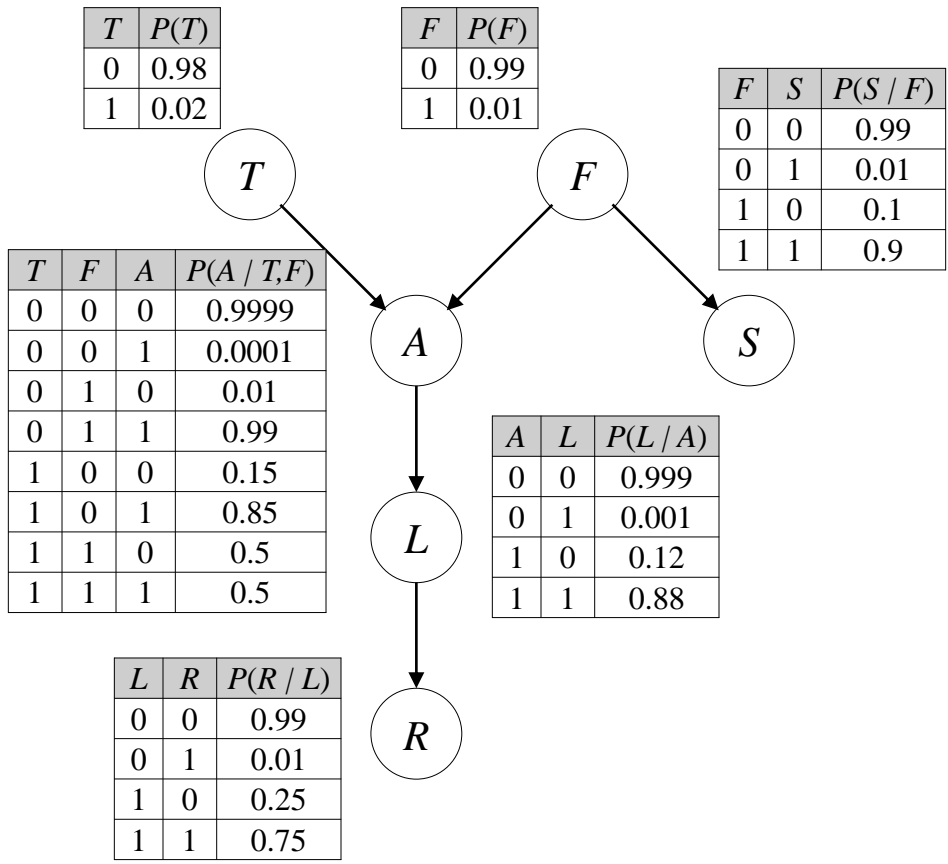 T P(T)
0 0.98
1 0.02
F P(F)
0 0.99
1 0.01
F S P(S / F)
0 0 0.99
0 1 0.01
1 0 0.1
1 1 0.9
T
F
T F A P(A / T,F)
0 0 0 0.9999
0 0 1 0.0001
0 1 0 0.01
0 1 1 0.99
1 0 0 0.15
1 0 1 0.85
1 1 0 0.5
1 1 1 0.5
A
S
A L P(L / A)
0 0 0.999
0 1 0.001
1 0 0.12
1 1 0.88
L
L R P(R / L)
0 0 0.99
0 1 0.01
1 0 0.25
1 1 0.75
R